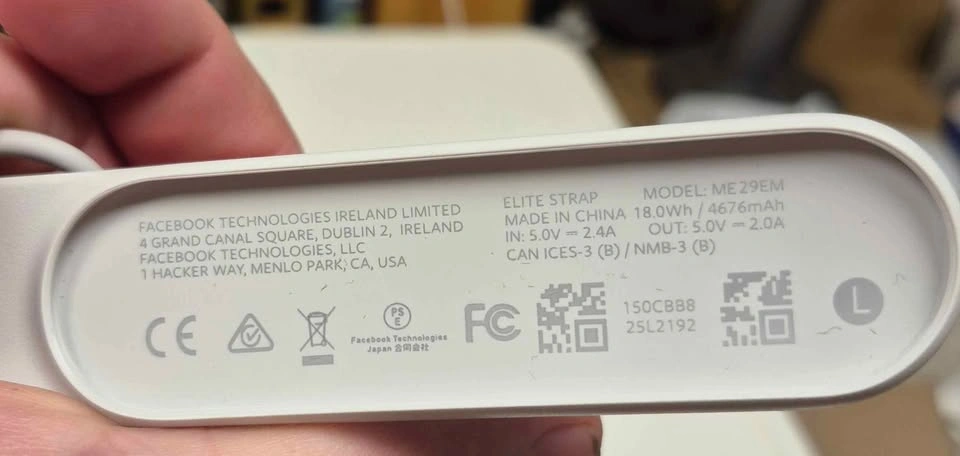 FACEBOOK TECHNOLOGIES IRELAND LIMITED
4 GRAND CANAL SQUARE, DUBLIN 2, IRELAND
FACEBOOK TECHNOLOGIES, LLC
1 HACKER WAY, MENLO PARK, CA, USA
ELITE STRAP MODEL: ME29EM
MADE IN CHINA 18.0Wh / 4676mAh
IN: 5.0V ⎓ 2.4A OUT: 5.0V ⎓ 2.0A
CAN ICES-3 (B) / NMB-3 (B)
CE
PS
E
Facebook Technologies
Japan 合同会社
FC
150CBB8
25L2192
L